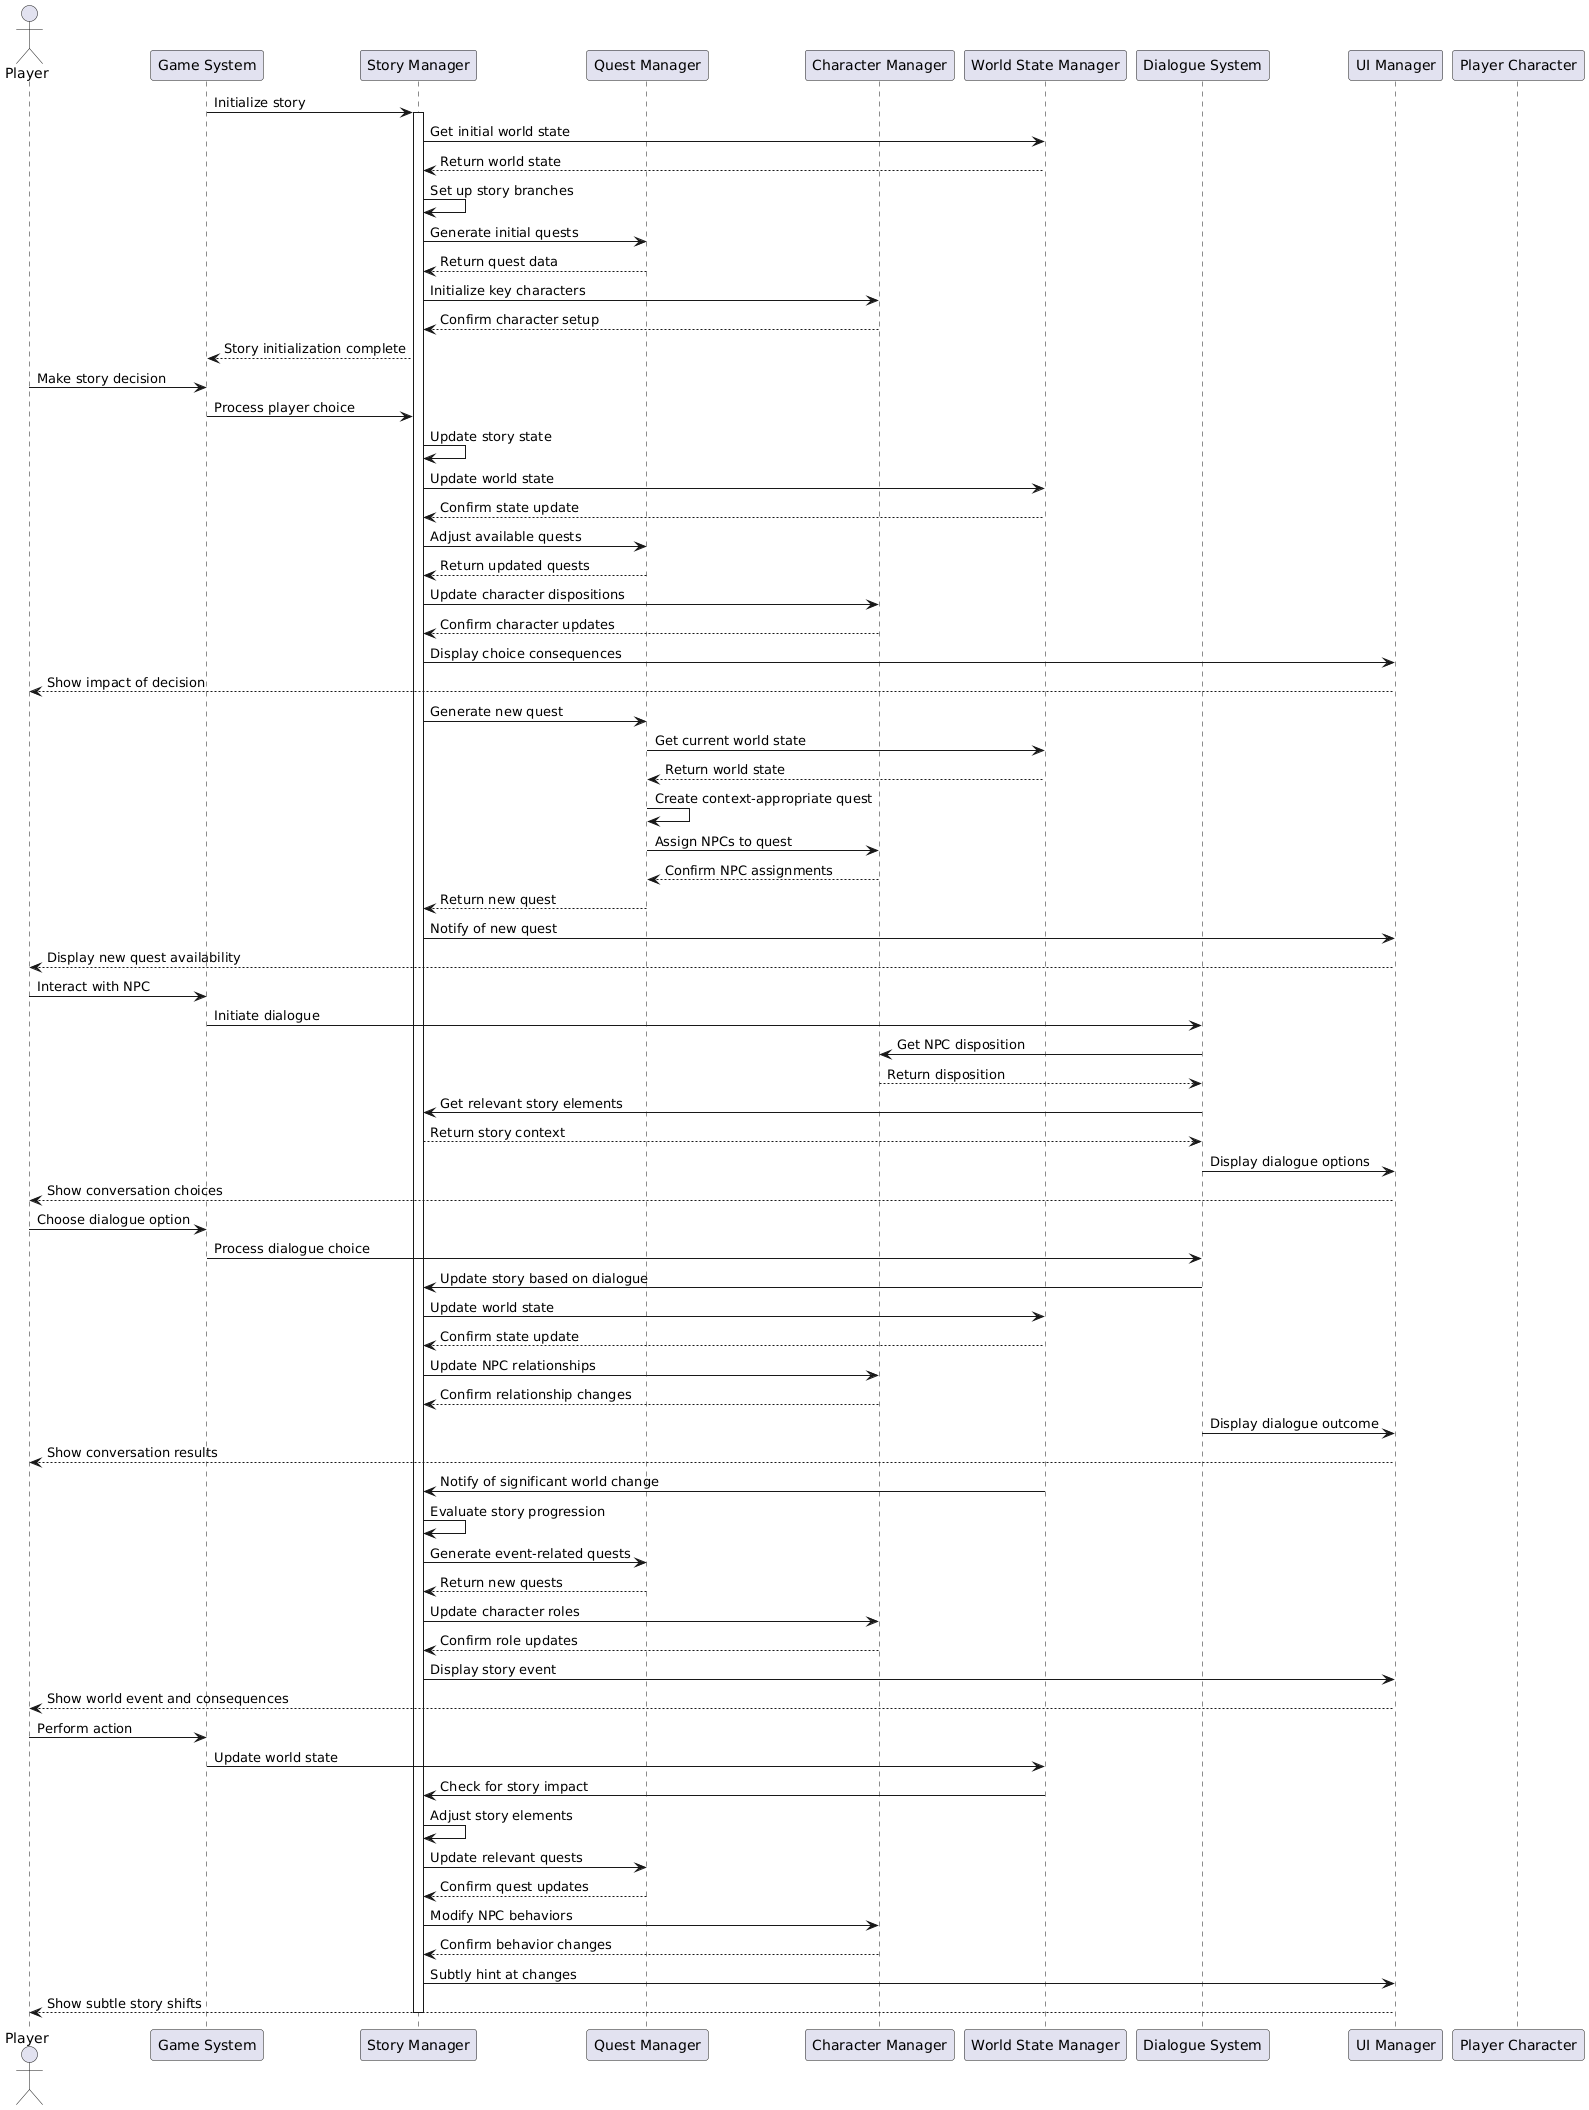 Player
Game System
Story Manager
Quest Manager
Character Manager
World State Manager
Dialogue System
UI Manager
Player Character
Initialize story
Get initial world state
Return world state
Set up story branches
Generate initial quests
Return quest data
Initialize key characters
Confirm character setup
Story initialization complete
Make story decision
Process player choice
Update story state
Update world state
Confirm state update
Adjust available quests
Return updated quests
Update character dispositions
Confirm character updates
Display choice consequences
Show impact of decision
Generate new quest
Get current world state
Return world state
Create context-appropriate quest
Assign NPCs to quest
Confirm NPC assignments
Return new quest
Notify of new quest
Display new quest availability
Interact with NPC
Initiate dialogue
Get NPC disposition
Return disposition
Get relevant story elements
Return story context
Display dialogue options
Show conversation choices
Choose dialogue option
Process dialogue choice
Update story based on dialogue
Update world state
Confirm state update
Update NPC relationships
Confirm relationship changes
Display dialogue outcome
Show conversation results
Notify of significant world change
Evaluate story progression
Generate event-related quests
Return new quests
Update character roles
Confirm role updates
Display story event
Show world event and consequences
Perform action
Update world state
Check for story impact
Adjust story elements
Update relevant quests
Confirm quest updates
Modify NPC behaviors
Confirm behavior changes
Subtly hint at changes
Show subtle story shifts
Player
Game System
Story Manager
Quest Manager
Character Manager
World State Manager
Dialogue System
UI Manager
Player Character